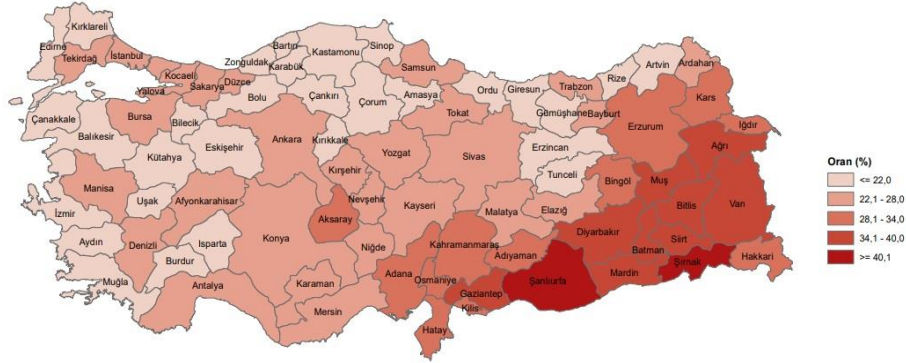 Kırklareli
Edirne
Tekirdağ
İstanbul
Kocaeli
Yalova
Sakarya
Düzce
Zonguldak
Bartın
Karabük
Kastamonu
Sinop
Samsun
Bolu
Çankırı
Çorum
Amasya
Ordu
Giresun
Trabzon
Rize
Artvin
Ardahan
Kars
Gümüşhane
Bayburt
Erzurum
Iğdır
Ağrı
Çanakkale
Balıkesir
Bursa
Bilecik
Eskişehir
Ankara
Kırıkkale
Yozgat
Tokat
Sivas
Erzincan
Tunceli
Bingöl
Muş
Bitlis
Van
Kütahya
Manisa
Uşak
Afyonkarahisar
Kırşehir
Nevşehir
Aksaray
Kayseri
Malatya
Elazığ
Diyarbakır
Batman
Siirt
Şırnak
Hakkari
İzmir
Aydın
Denizli
Burdur
Isparta
Konya
Niğde
Kahramanmaraş
Adıyaman
Mardin
Muğla
Antalya
Karaman
Mersin
Adana
Osmaniye
Gaziantep
Kilis
Hatay
Şanlıurfa
Oran (%)
<= 22,0
22,1 - 28,0
28,1 - 34,0
34,1 - 40,0
>= 40,1